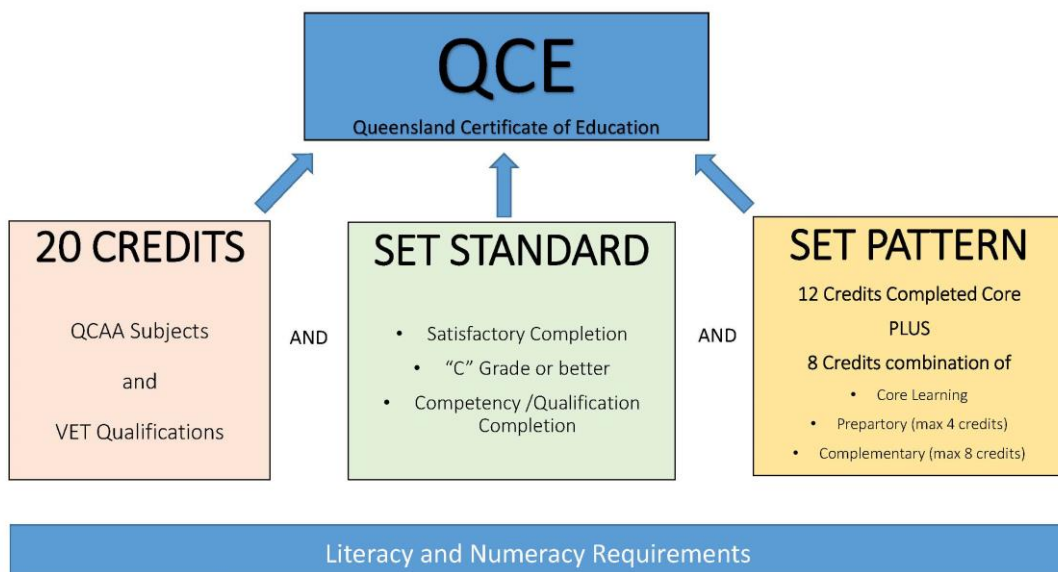 QCE
Queensland Certificate of Education
20 CREDITS
QCAA Subjects
and
VET Qualifications
AND
SET STANDARD
• Satisfactory Completion
• “C” Grade or better
• Competency /Qualification
Completion
AND
SET PATTERN
12 Credits Completed Core
PLUS
8 Credits combination of
• Core Learning
• Prepartory (max 4 credits)
• Complementary (max 8 credits)
Literacy and Numeracy Requirements